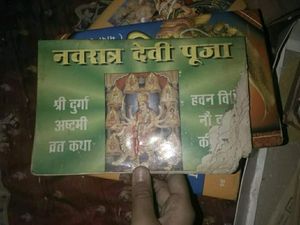 नवरात्र देवी पूजा
श्री दुर्गा
अष्टमी
व्रत कथा
हवन
नौ